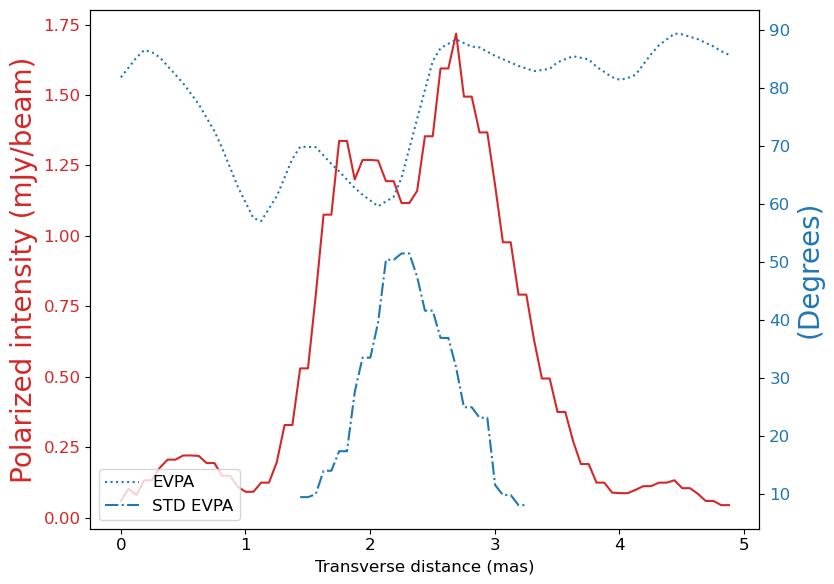 Polarized intensity (mJy/beam)
1.75
1.50
1.25
1.00
0.75
0.50
0.25
0.00
EVPA
STD EVPA
0 1 2 3 4 5
Transverse distance (mas)
90
80
70
60
50
40
30
20
10
(Degrees)